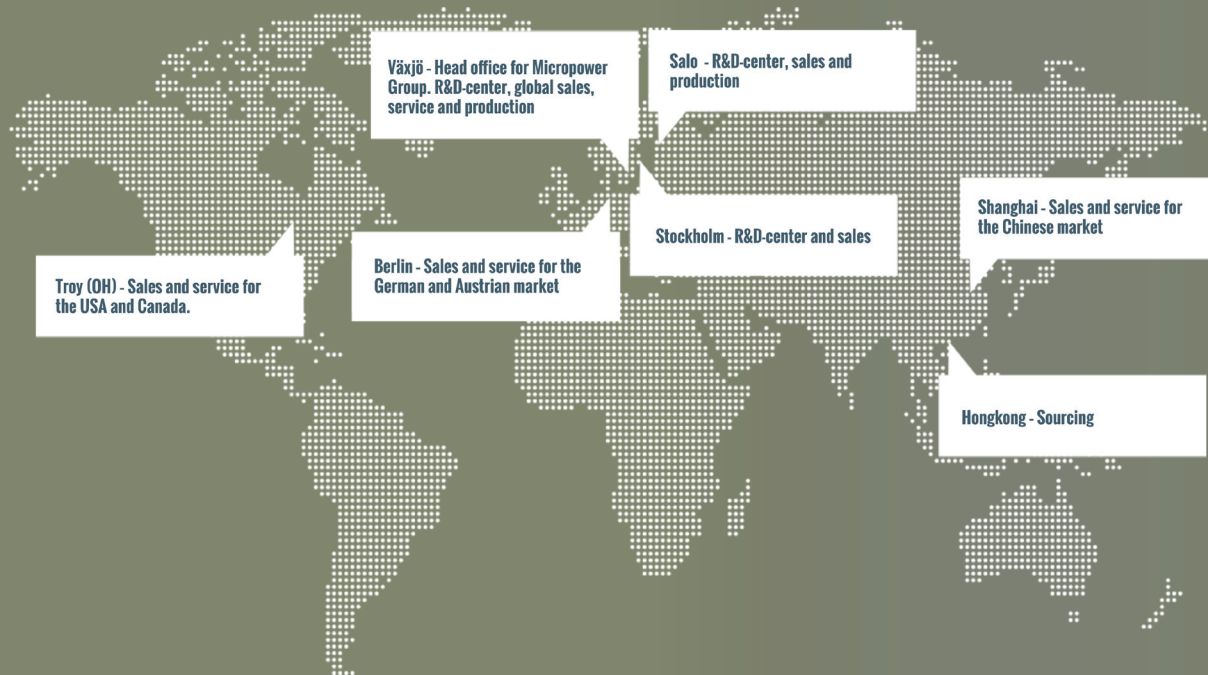 Växjö - Head office for Micropower
Group. R&D-center, global sales,
service and production
Salo - R&D-center, sales and
production
Shanghai - Sales and service for
the Chinese market
Stockholm - R&D-center and sales
Berlin - Sales and service for the
German and Austrian market
Troy (OH) - Sales and service for
the USA and Canada.
Hongkong - Sourcing